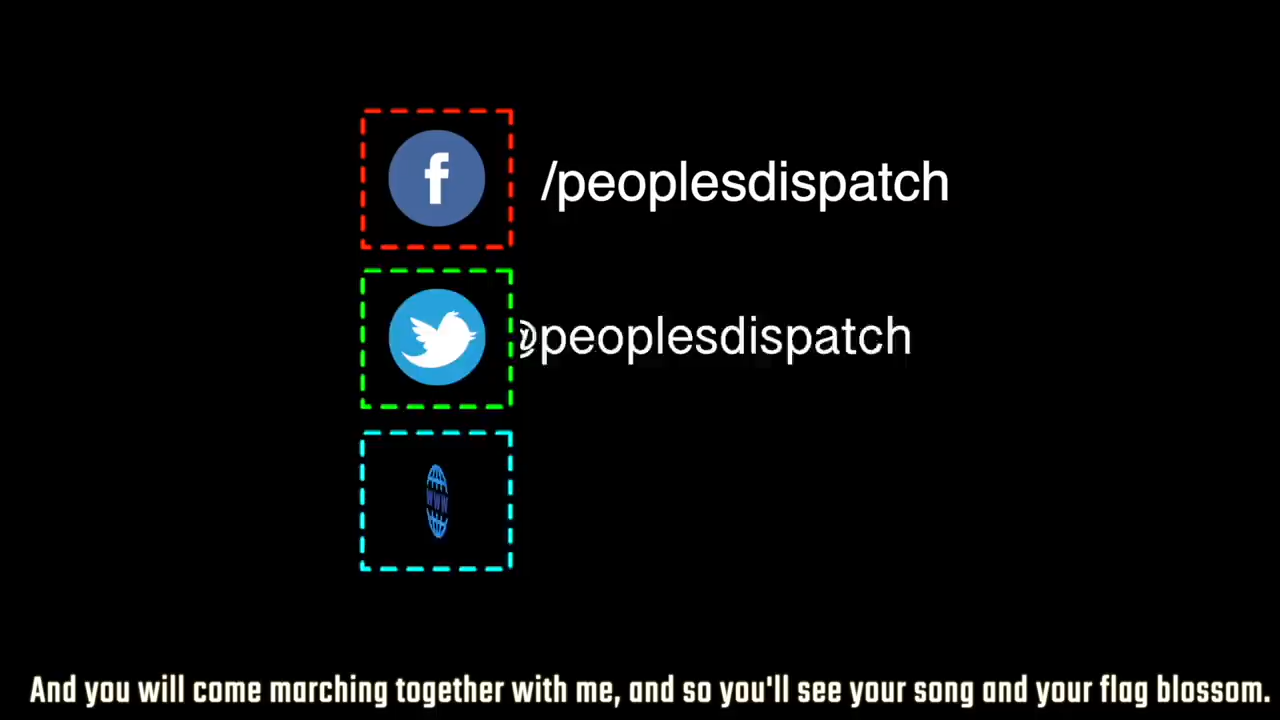 f /peoplesdispatch
@peoplesdispatch
WWW
And you will come marching together with me, and so you'll see your song and your flag blossom.